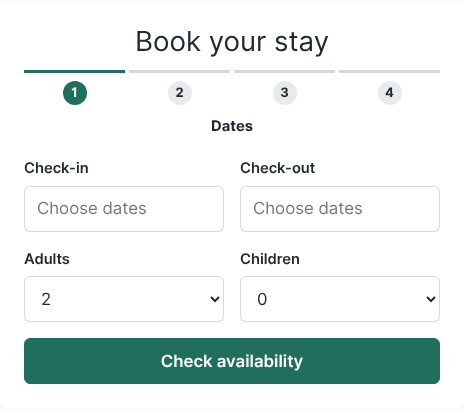 Book your stay
1 2 3 4
Dates
Check-in Check-out
Choose dates Choose dates
Adults Children
2 0
Check availability